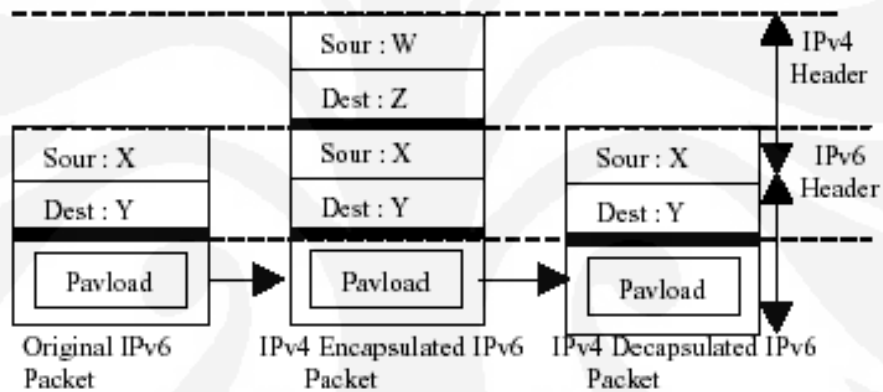 Sour : W
Dest : Z
IPv4
Header
Sour : X
Dest : Y
Pavload
Original IPv6
Packet
Sour : X
Dest : Y
Pavload
IPv4 Encapsulated IPv6
Packet
Sour : X
Dest : Y
Pavload
IPv4 Decapsulated IPv6
Packet
IPv6
Header